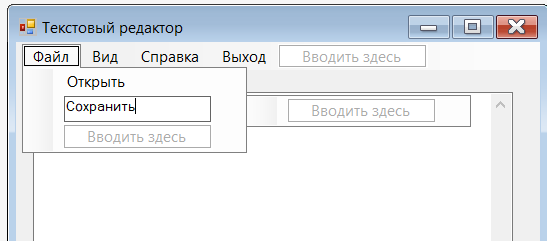 Текстовый редактор
Файл Вид Справка Выход Вводить здесь
Открыть
Сохранить Вводить здесь
Вводить здесь